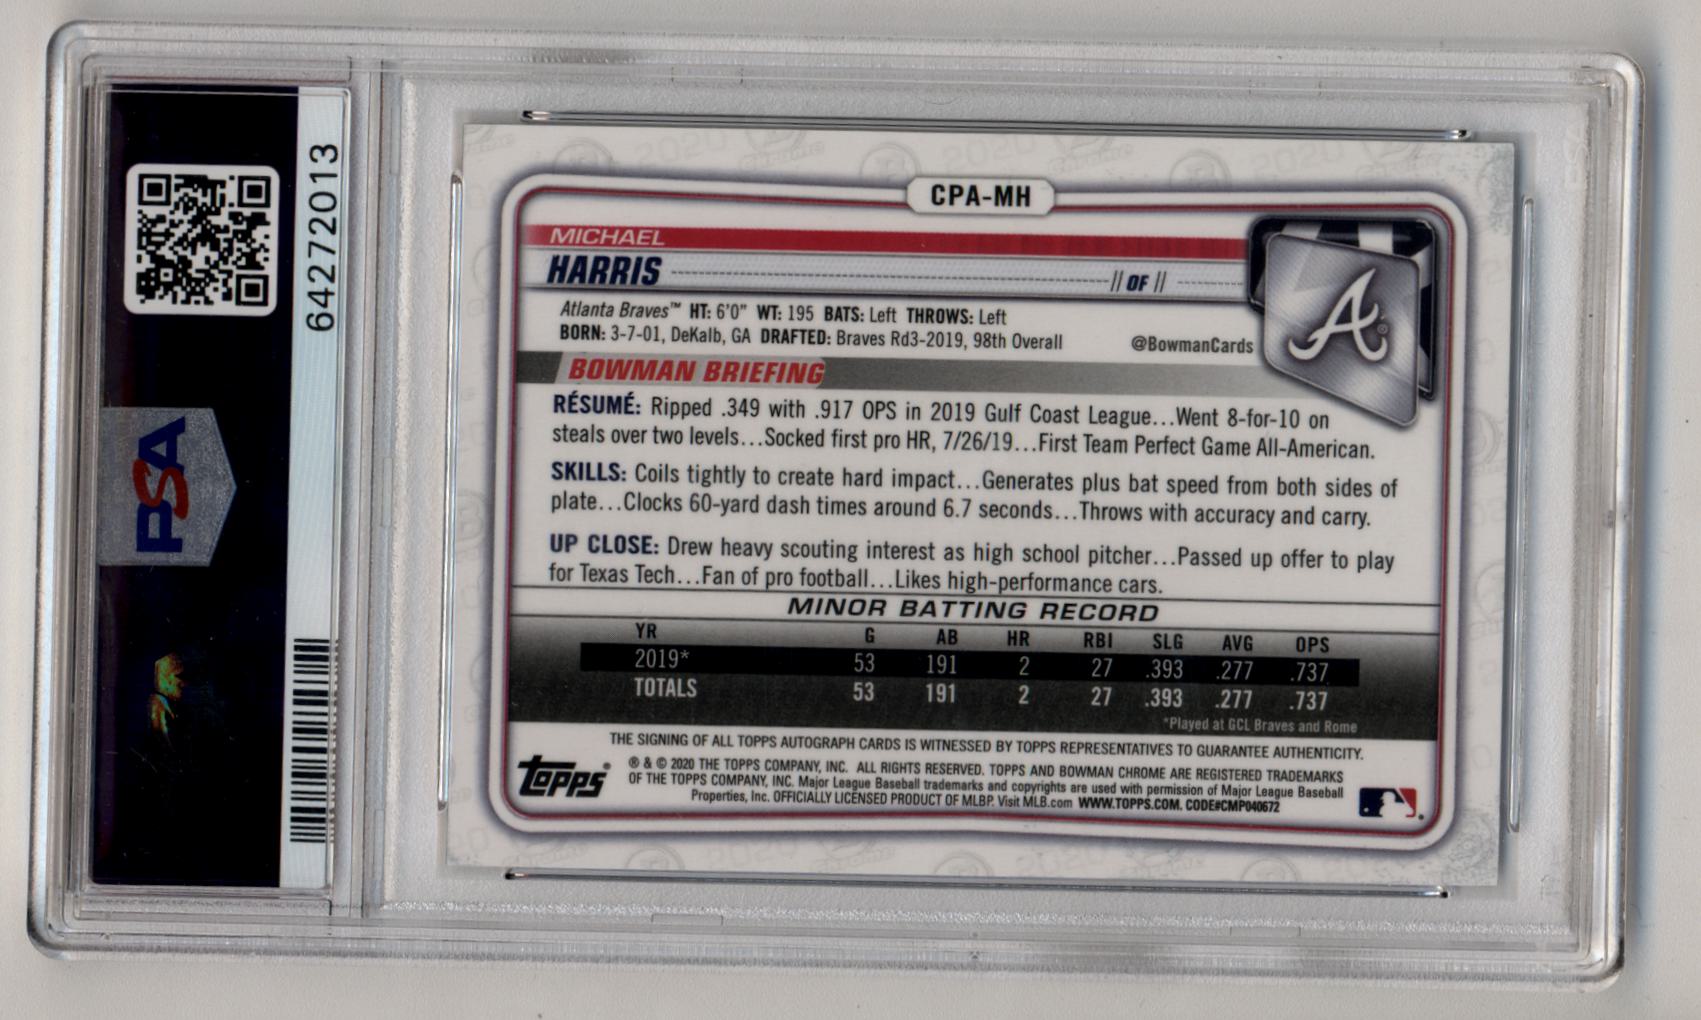 64272013
PSA
CPA-MH
MICHAEL
HARRIS
// OF //
Atlanta Braves™ HT: 6'0" WT: 195 BATS: Left THROWS: Left
BORN: 3-7-01, DeKalb, GA DRAFTED: Braves Rd3-2019, 98th Overall
@BowmanCards
A®
BOWMAN BRIEFING
RÉSUMÉ: Ripped .349 with .917 OPS in 2019 Gulf Coast League...Went 8-for-10 on
steals over two levels...Socked first pro HR, 7/26/19...First Team Perfect Game All-American.
SKILLS: Coils tightly to create hard impact...Generates plus bat speed from both sides of
plate...Clocks 60-yard dash times around 6.7 seconds...Throws with accuracy and carry.
UP CLOSE: Drew heavy scouting interest as high school pitcher...Passed up offer to play
for Texas Tech...Fan of pro football...Likes high-performance cars.
MINOR BATTING RECORD
YR G AB HR RBI SLG AVG OPS
2019* 53 191 2 27 .393 .277 .737
TOTALS 53 191 2 27 .393 .277 .737
*Played at GCL Braves and Rome
THE SIGNING OF ALL TOPPS AUTOGRAPH CARDS IS WITNESSED BY TOPPS REPRESENTATIVES TO GUARANTEE AUTHENTICITY.
topps®
® & © 2020 THE TOPPS COMPANY, INC. ALL RIGHTS RESERVED. TOPPS AND BOWMAN CHROME ARE REGISTERED TRADEMARKS
OF THE TOPPS COMPANY, INC. Major League Baseball trademarks and copyrights are used with permission of Major League Baseball
Properties, Inc. OFFICIALLY LICENSED PRODUCT OF MLBP. Visit MLB.com WWW.TOPPS.COM. CODE#CMP040672